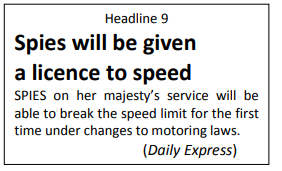 Headline 9
Spies will be given
a licence to speed
SPIES on her majesty’s service will be
able to break the speed limit for the first
time under changes to motoring laws.
(Daily Express)